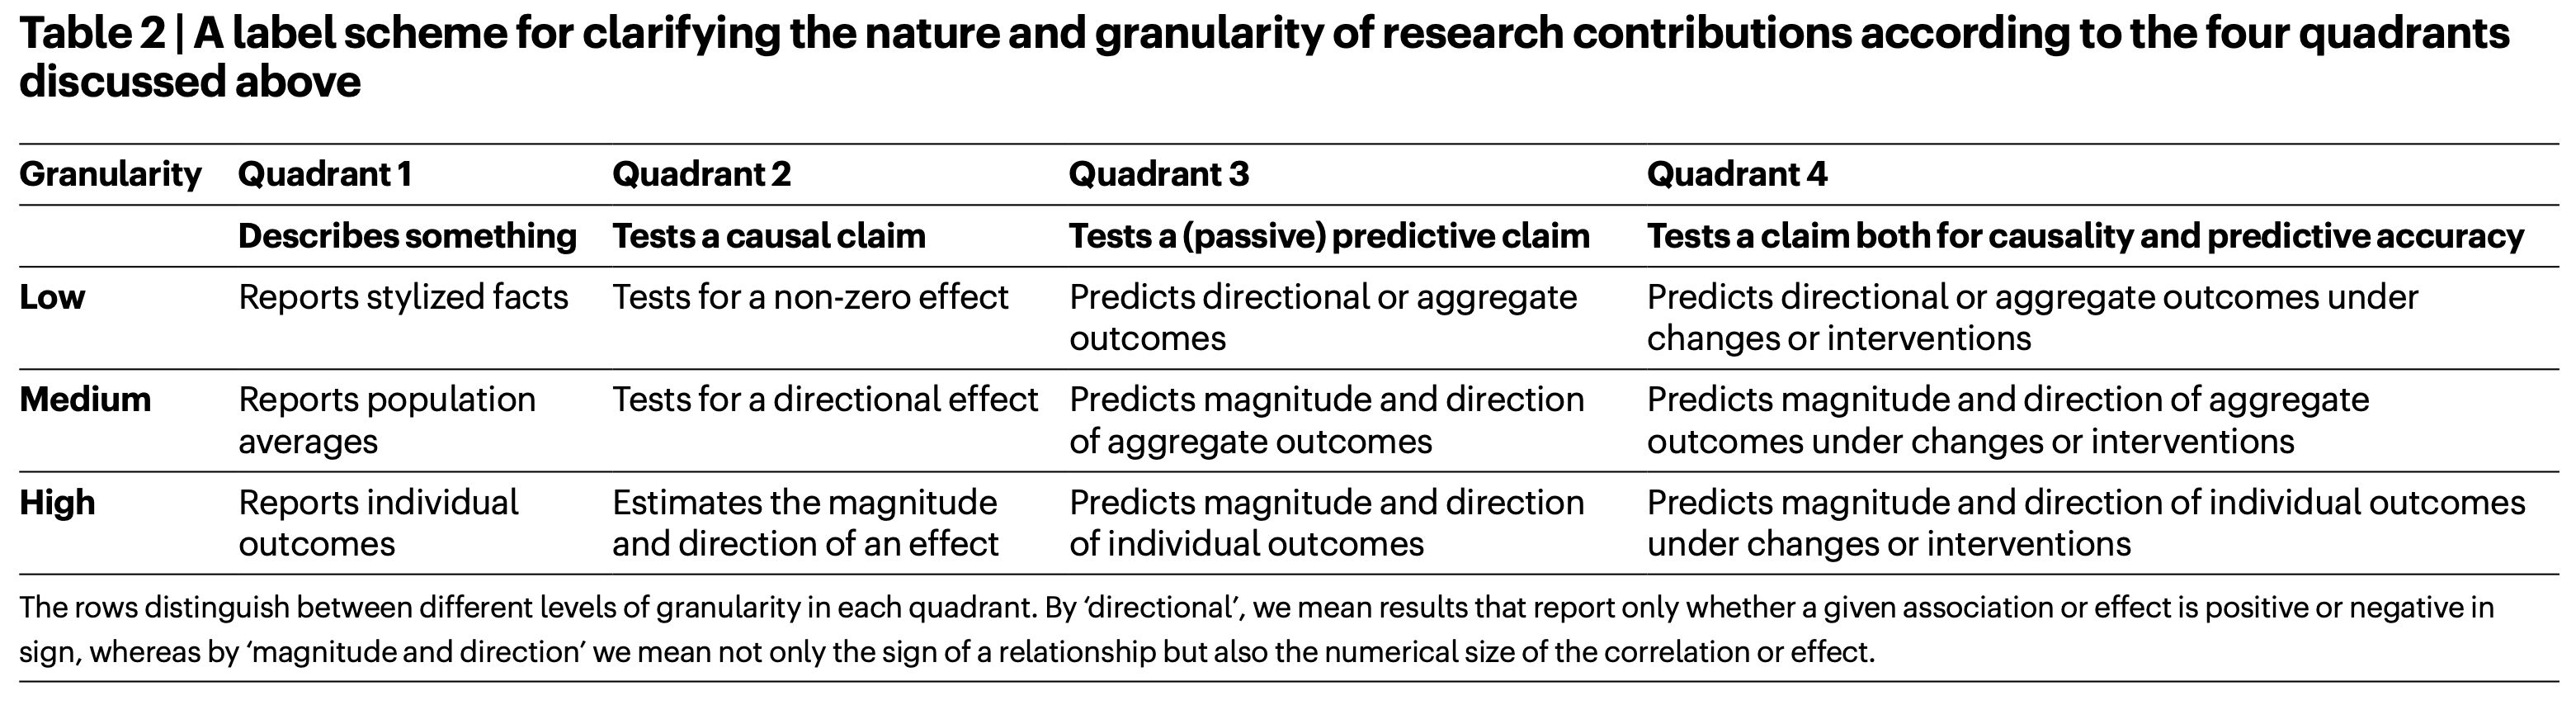 Table 2 | A label scheme for clarifying the nature and granularity of research contributions according to the four quadrants
discussed above
Granularity Quadrant 1 Quadrant 2 Quadrant 3 Quadrant 4
Describes something Tests a causal claim Tests a (passive) predictive claim Tests a claim both for causality and predictive accuracy
Low Reports stylized facts Tests for a non-zero effect Predicts directional or aggregate Predicts directional or aggregate outcomes under
outcomes changes or interventions
Medium Reports population Tests for a directional effect Predicts magnitude and direction Predicts magnitude and direction of aggregate
averages of aggregate outcomes outcomes under changes or interventions
High Reports individual Estimates the magnitude Predicts magnitude and direction Predicts magnitude and direction of individual outcomes
outcomes and direction of an effect of individual outcomes under changes or interventions
The rows distinguish between different levels of granularity in each quadrant. By ‘directional’, we mean results that report only whether a given association or effect is positive or negative in
sign, whereas by ‘magnitude and direction’ we mean not only the sign of a relationship but also the numerical size of the correlation or effect.